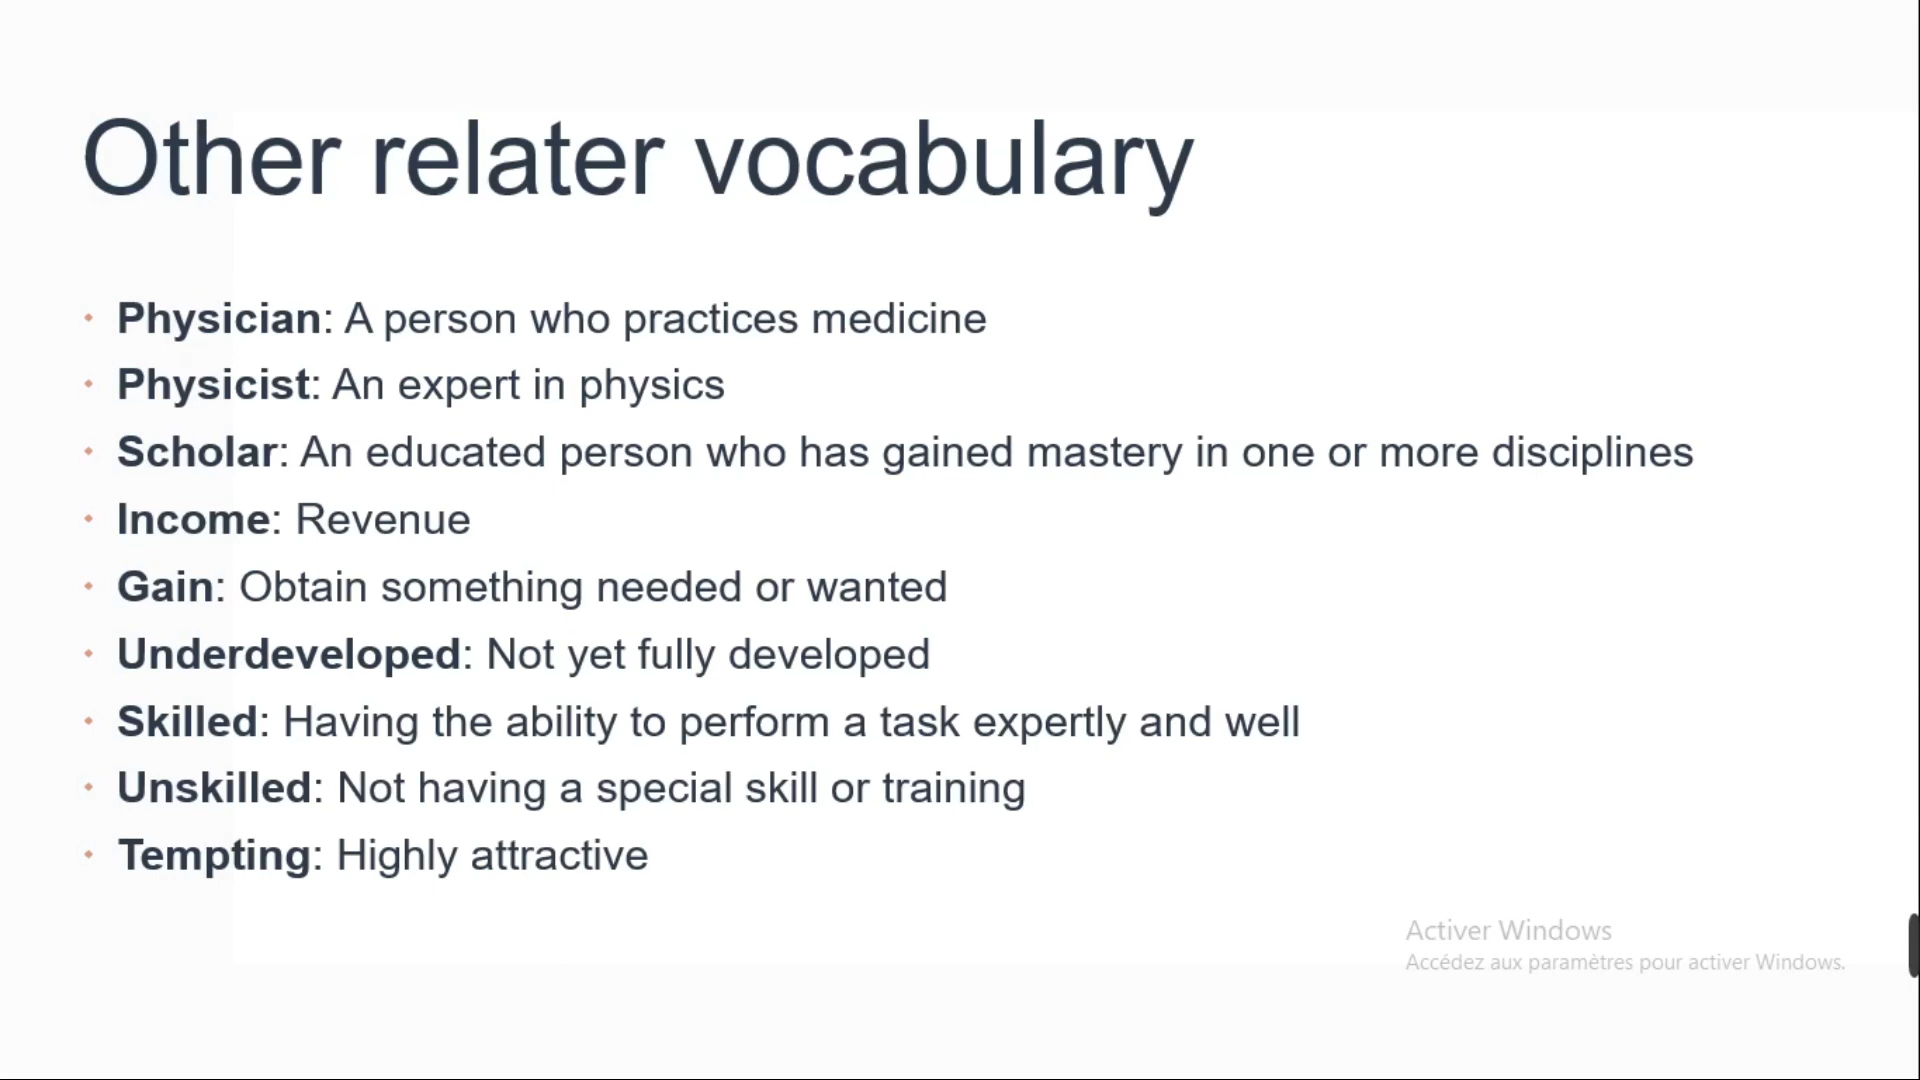 Other relater vocabulary
Physician: A person who practices medicine
Physicist: An expert in physics
Scholar: An educated person who has gained mastery in one or more disciplines
Income: Revenue
Gain: Obtain something needed or wanted
Underdeveloped: Not yet fully developed
Skilled: Having the ability to perform a task expertly and well
Unskilled: Not having a special skill or training
Tempting: Highly attractive
Activer Windows
Accédez aux paramètres pour activer Windows.